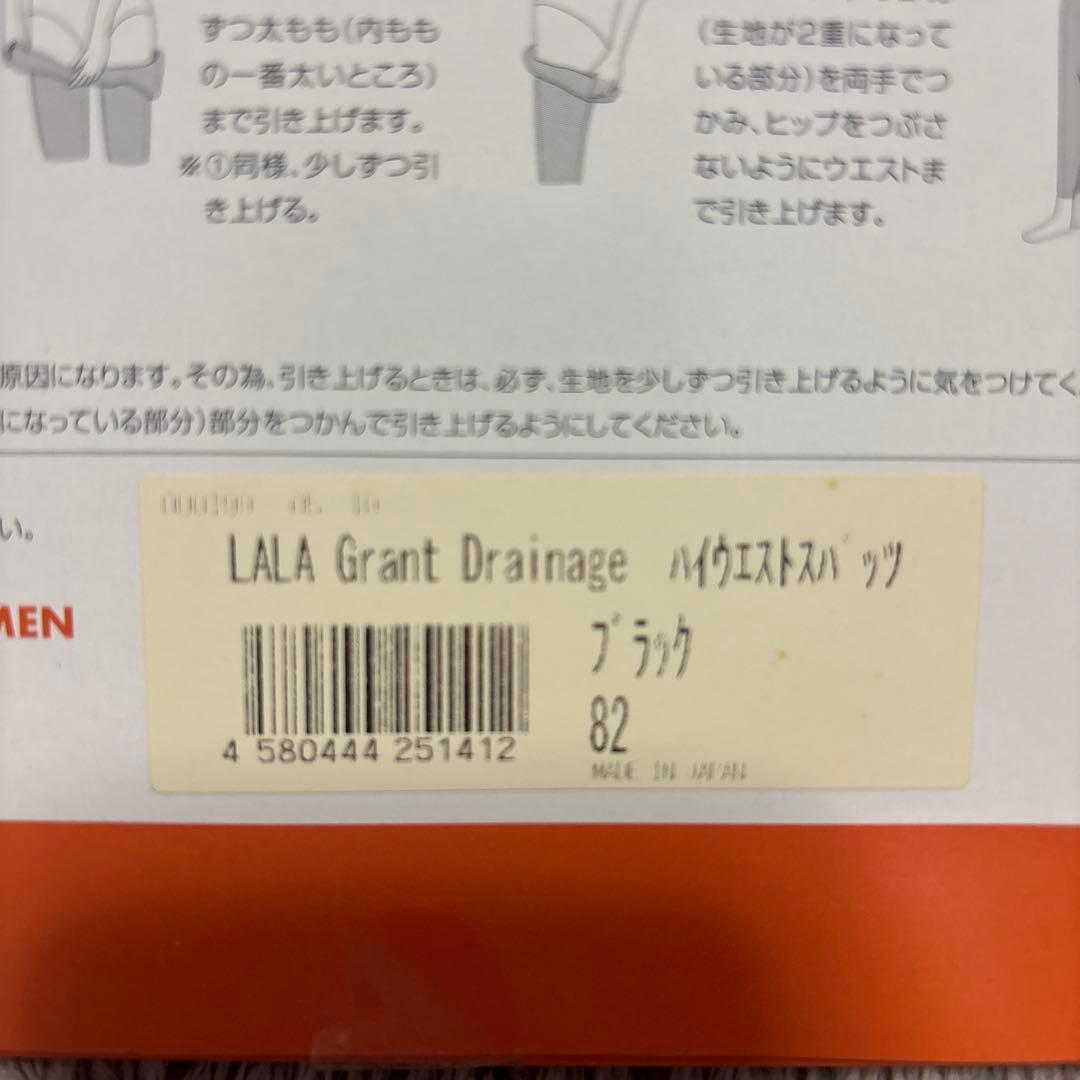 ずつ太もも（内もも
の一番太いところ）
まで引き上げます。
※①同様、少しずつ引
き上げる。
（生地が2重になって
いる部分）を両手でつ
かみ、ヒップをつぶさ
ないようにウエストま
で引き上げます。
原因になります。その為、引き上げるときは、必ず、生地を少しずつ引き上げるように気をつけてく
になっている部分）部分をつかんで引き上げるようにしてください。
い。
MEN
LALA Grant Drainage ﾊｲｳｴｽﾄｽﾊﾟｯﾂ
ﾌﾞﾗｯｸ
82
4 580444 251412
MADE IN JAPAN